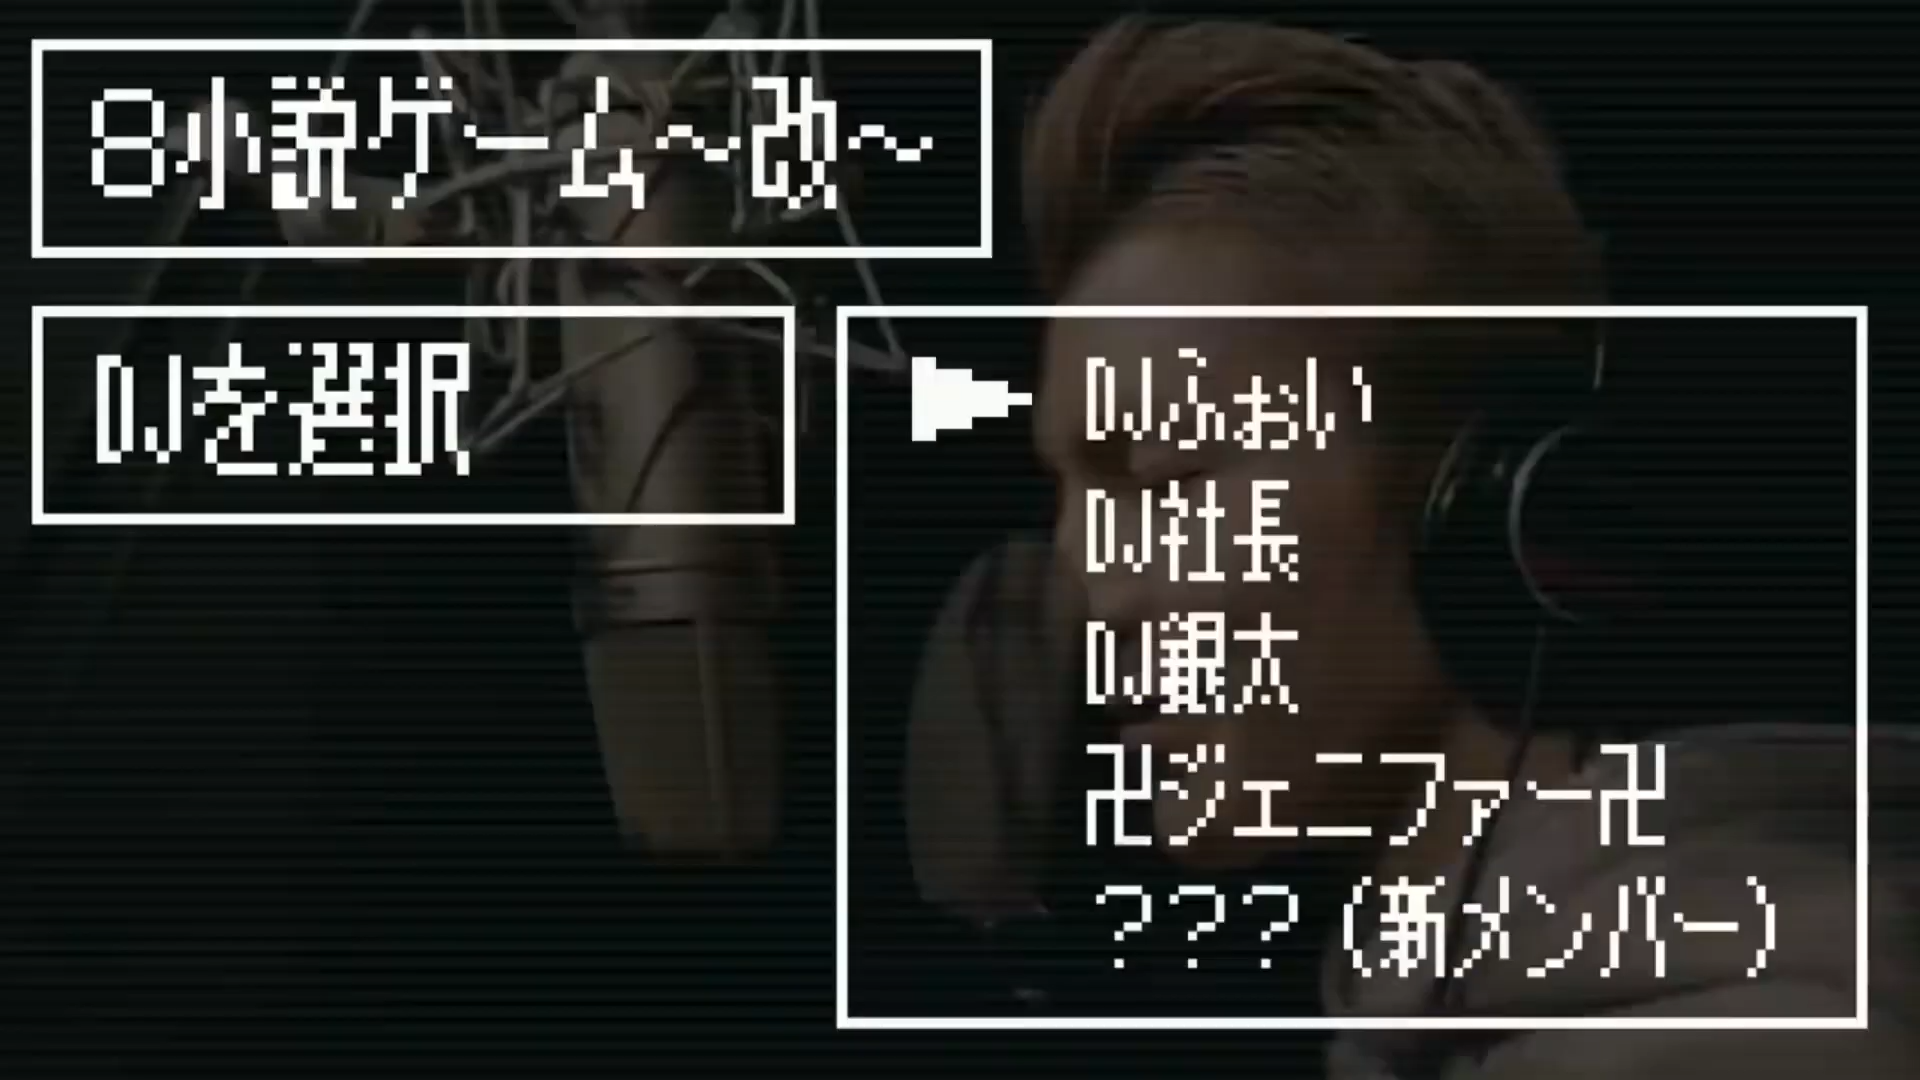 8小説ゲーム～改～
DJを選択
▶ DJふぉい
DJ社長
DJ銀太
卍ジェニファー卍
？？？（新メンバー）